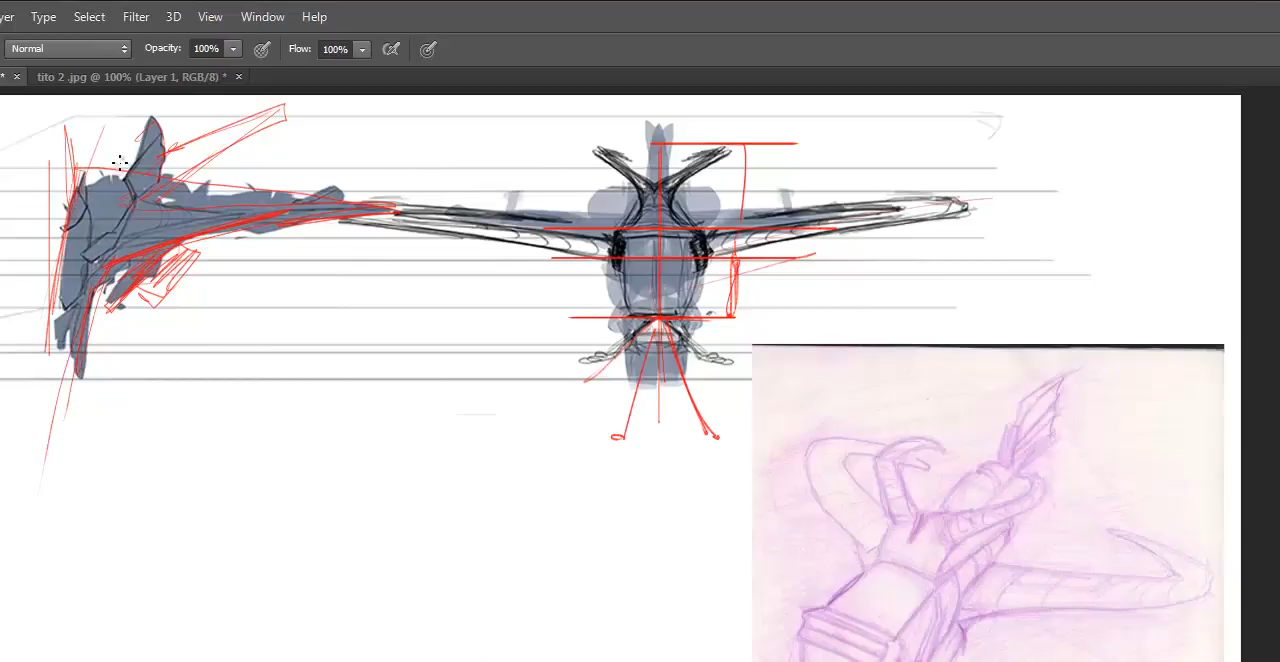 yer Type Select Filter 3D View Window Help
Normal Opacity: 100% Flow: 100%
* × tito 2 .jpg @ 100% (Layer 1, RGB/8) * ×